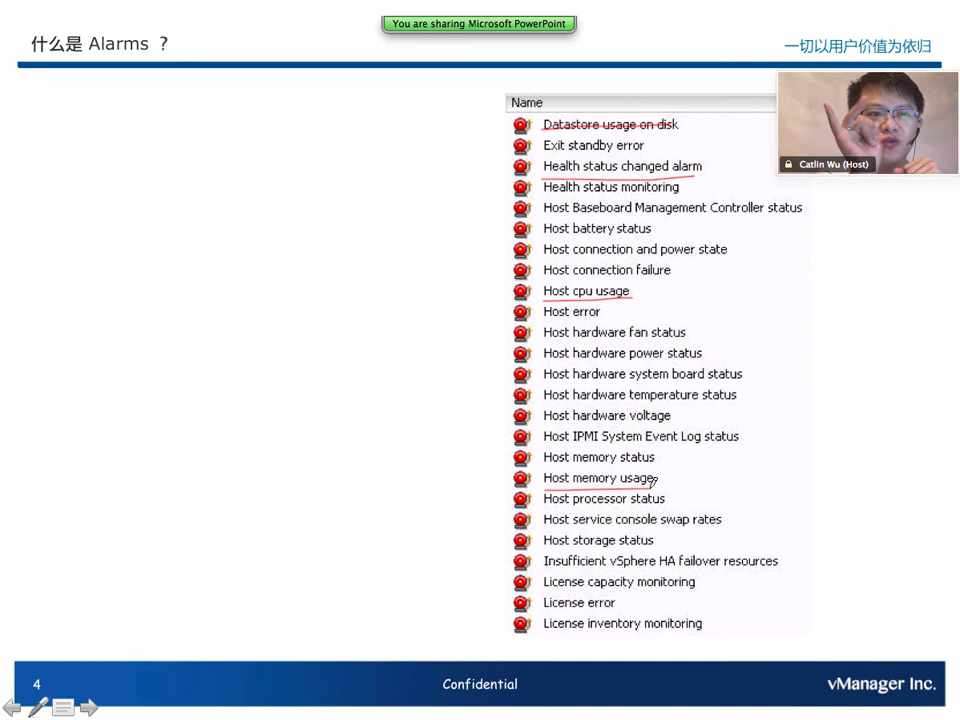 You are sharing Microsoft PowerPoint
什么是 Alarms ？
一切以用户价值为依归
Name
Datastore usage on disk
Exit standby error
Health status changed alarm
Health status monitoring
Host Baseboard Management Controller status
Host battery status
Host connection and power state
Host connection failure
Host cpu usage
Host error
Host hardware fan status
Host hardware power status
Host hardware system board status
Host hardware temperature status
Host hardware voltage
Host IPMI System Event Log status
Host memory status
Host memory usage
Host processor status
Host service console swap rates
Host storage status
Insufficient vSphere HA failover resources
License capacity monitoring
License error
License inventory monitoring
Catlin Wu (Host)
4
Confidential
vManager Inc.